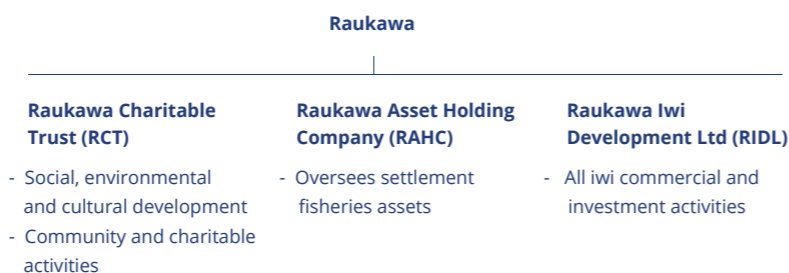 Raukawa
Raukawa Charitable
Trust (RCT)
- Social, environmental
and cultural development
- Community and charitable
activities
Raukawa Asset Holding
Company (RAHC)
- Oversees settlement
fisheries assets
Raukawa Iwi
Development Ltd (RIDL)
- All iwi commercial and
investment activities